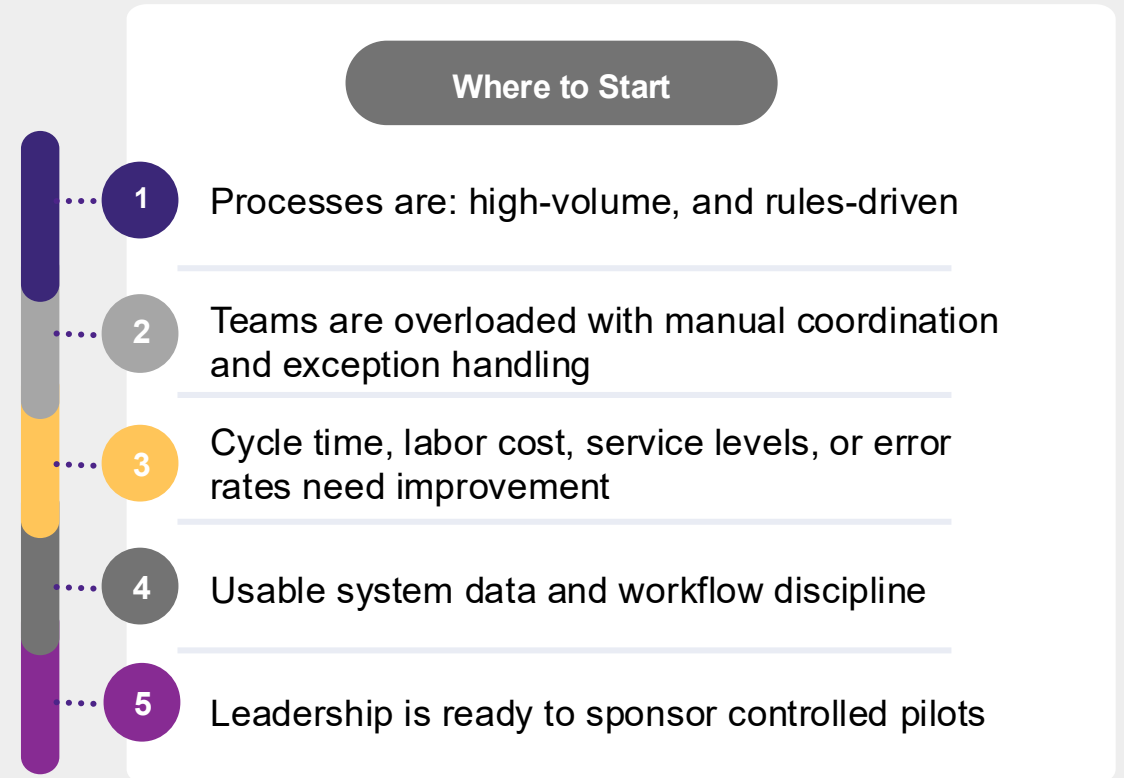 Where to Start
1
Processes are: high-volume, and rules-driven
2
Teams are overloaded with manual coordination
and exception handling
3
Cycle time, labor cost, service levels, or error
rates need improvement
4
Usable system data and workflow discipline
5
Leadership is ready to sponsor controlled pilots